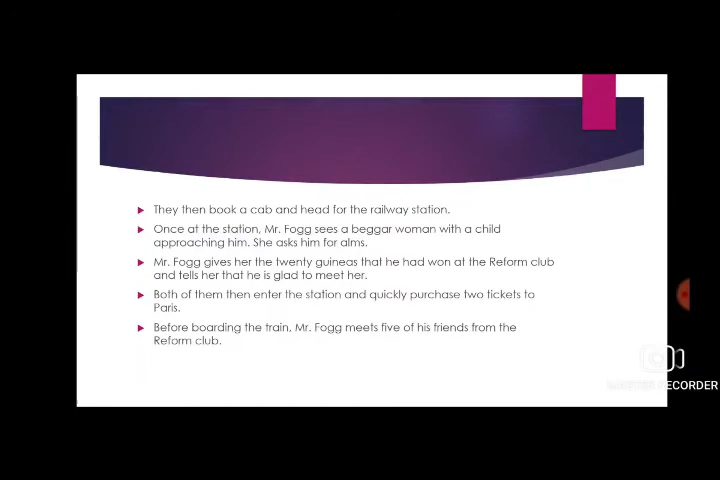 They then book a cab and head for the railway station.
Once at the station, Mr. Fogg sees a beggar woman with a child
approaching him. She asks him for alms.
Mr. Fogg gives her the twenty guineas that he had won at the Reform club
and tells her that he is glad to meet her.
Both of them then enter the station and quickly purchase two tickets to
Paris.
Before boarding the train, Mr. Fogg meets five of his friends from the
Reform club.
RECORDER